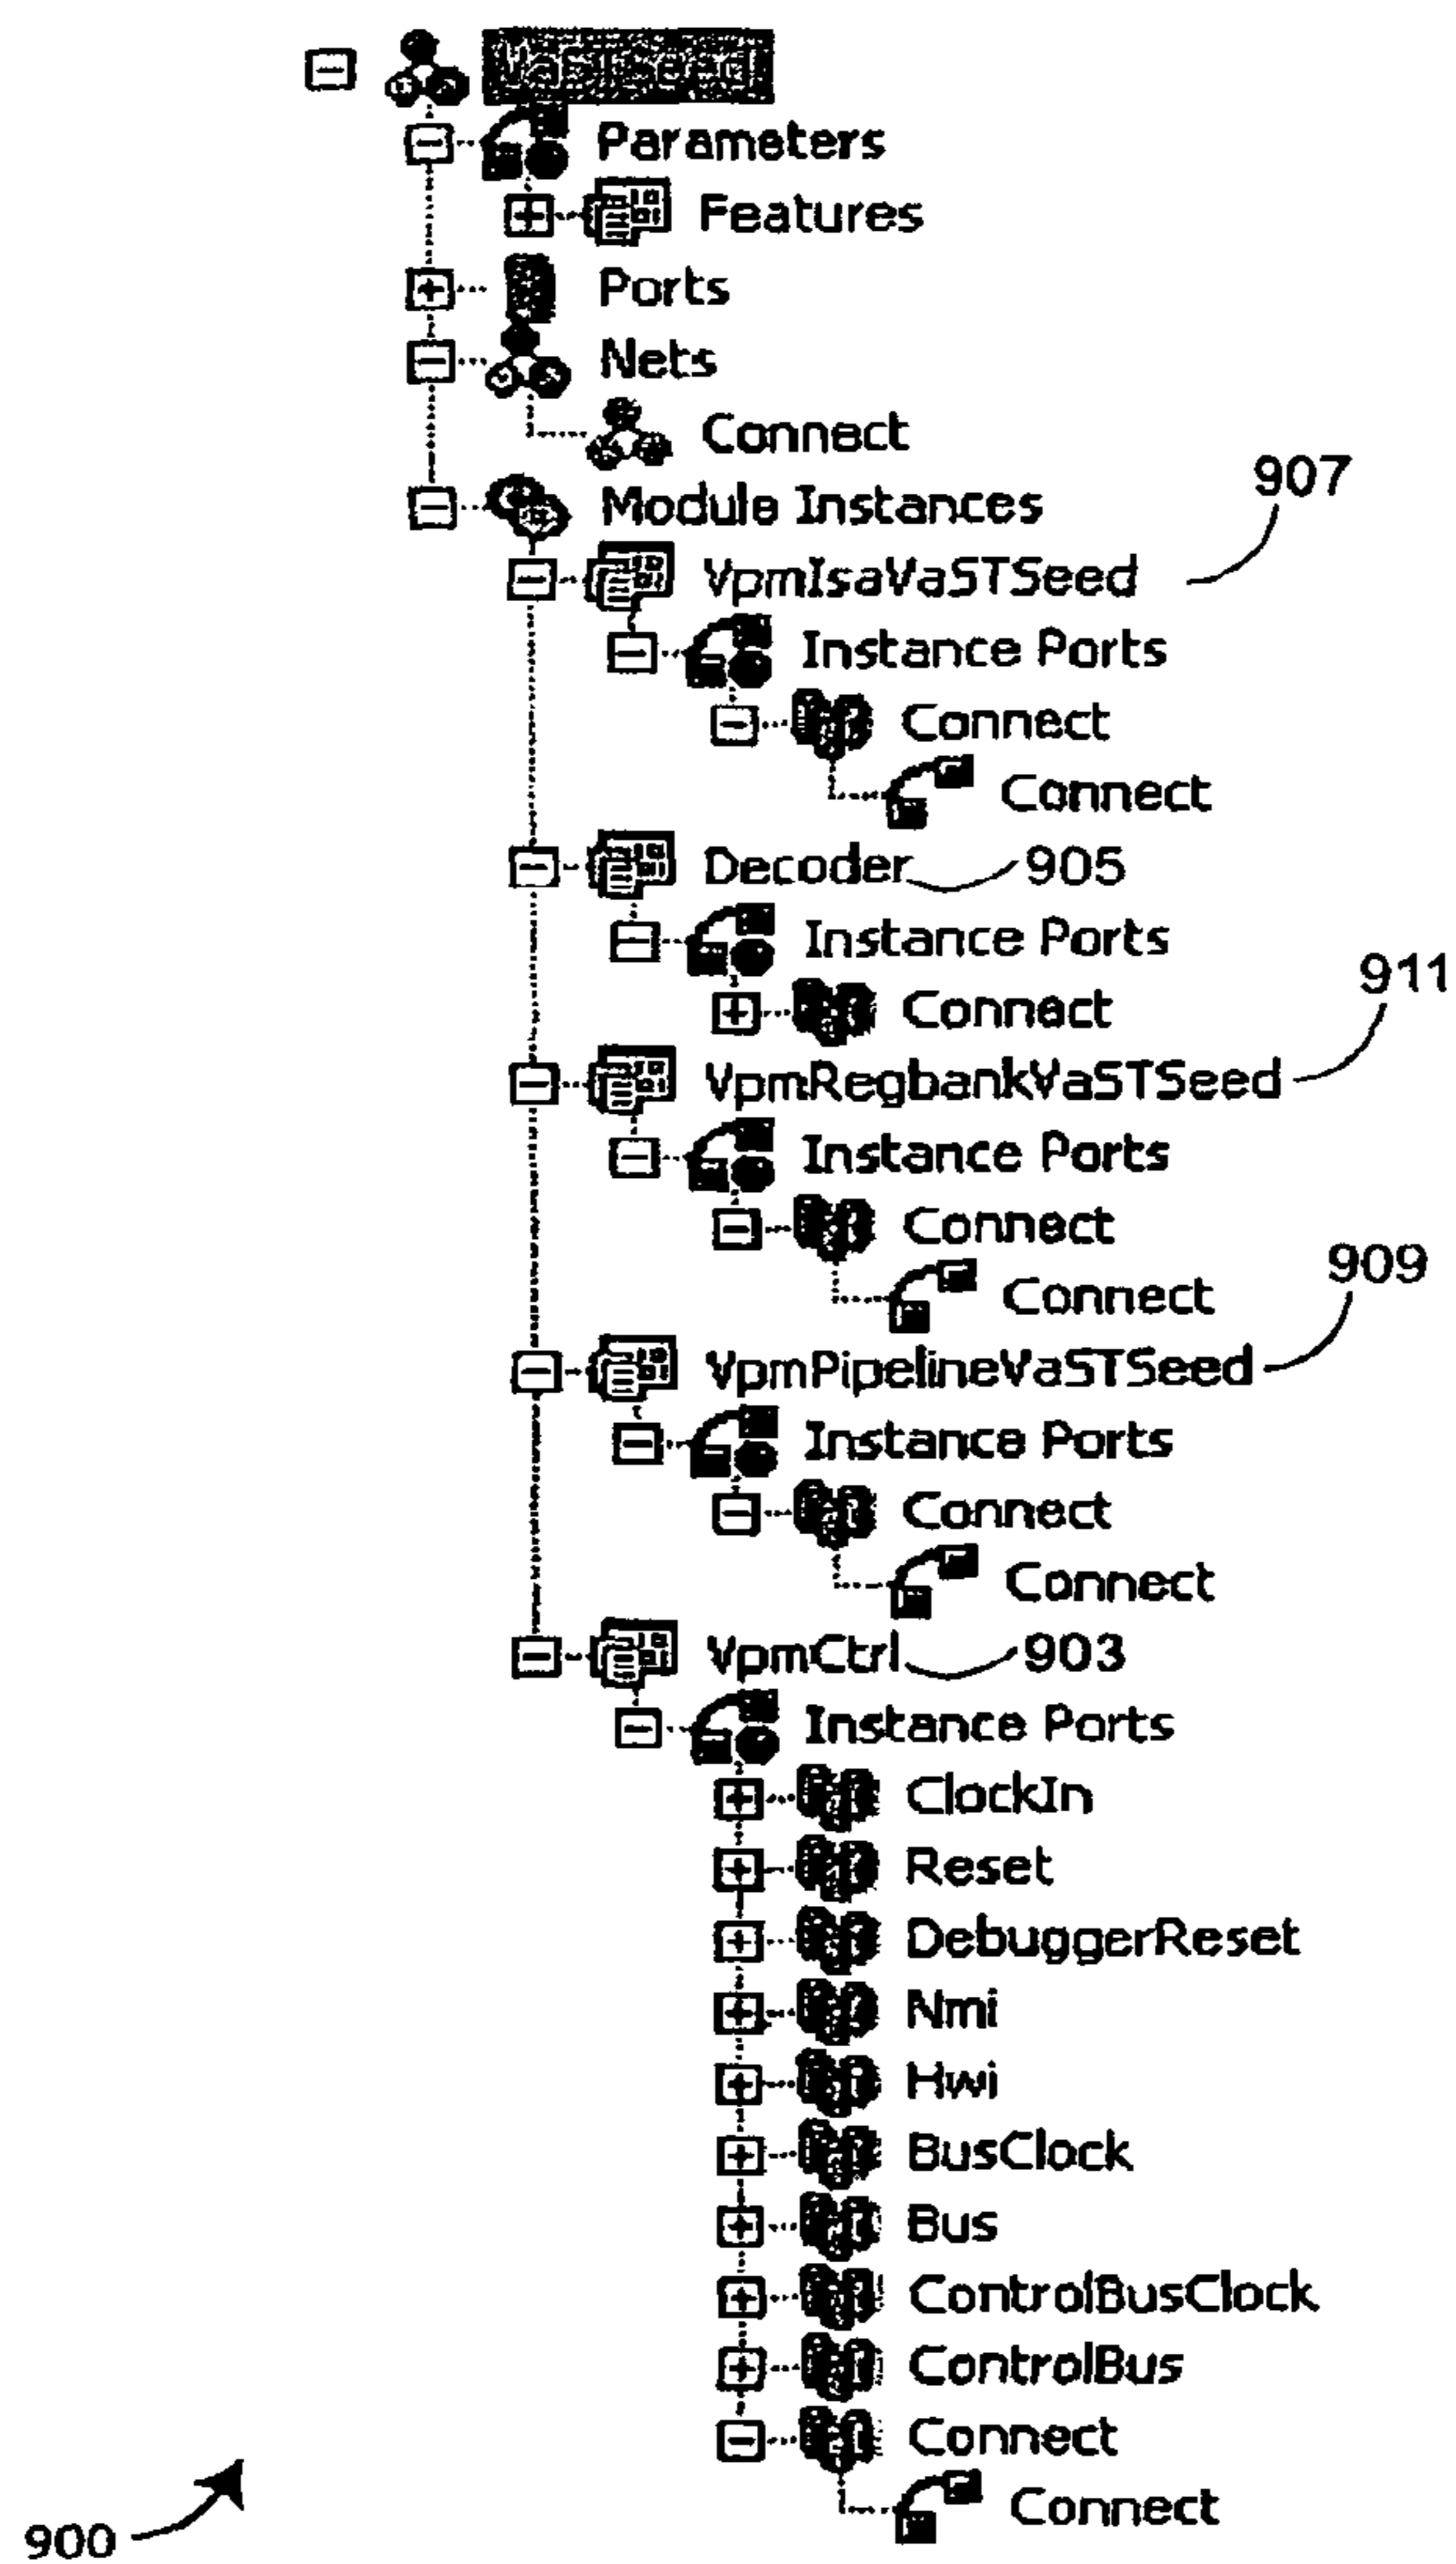 VaSTSeed
Parameters
Features
Ports
Nets
Connect
Module Instances
907
VpmIsaVaSTSeed
Instance Ports
Connect
Connect
Decoder 905
Instance Ports
911
Connect
VpmRegbankVaSTSeed
Instance Ports
Connect
909
Connect
VpmPipelineVaSTSeed
Instance Ports
Connect
Connect
VpmCtrl 903
Instance Ports
ClockIn
Reset
DebuggerReset
Nmi
Hwi
BusClock
Bus
ControlBusClock
ControlBus
Connect
Connect
900